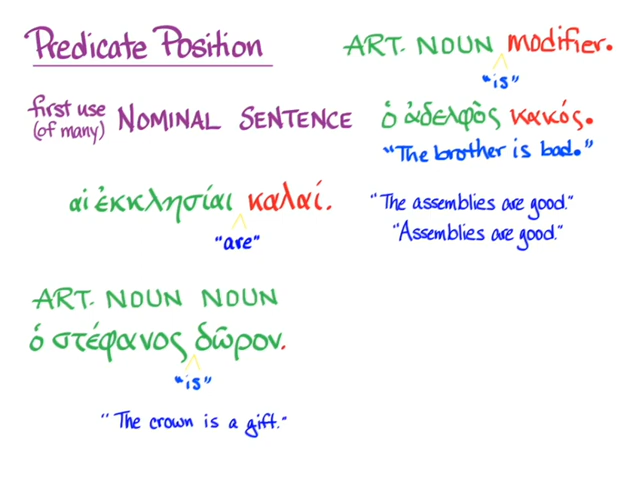 Predicate Position
ART. NOUN modifier.
"is"
first use
(of many) NOMINAL SENTENCE
ὁ ἀδελφὸς κακός.
"The brother is bad."
αἱ ἐκκλησίαι καλαί.
"are"
"The assemblies are good."
"Assemblies are good."
ART. NOUN NOUN
ὁ στέφανος δῶρον.
"is"
"The crown is a gift."